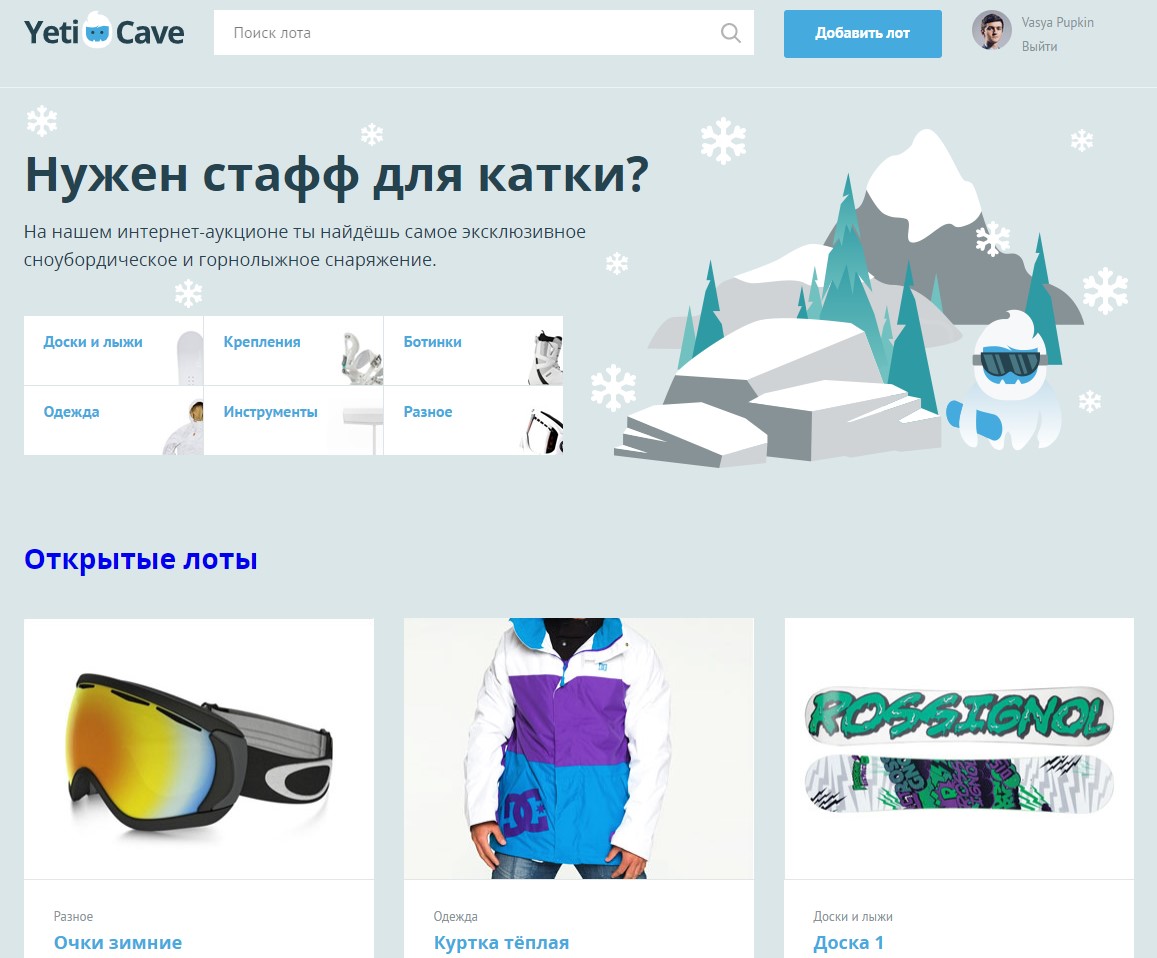 Yeti Cave
Поиск лота
Добавить лот
Vasya Pupkin
Выйти
Нужен стафф для катки?
На нашем интернет-аукционе ты найдёшь самое эксклюзивное
сноубордическое и горнолыжное снаряжение.
Доски и лыжи
Крепления
Ботинки
Одежда
Инструменты
Разное
Открытые лоты
ROSSIGNOL
Разное
Одежда
Доски и лыжи
Очки зимние
Куртка тёплая
Доска 1